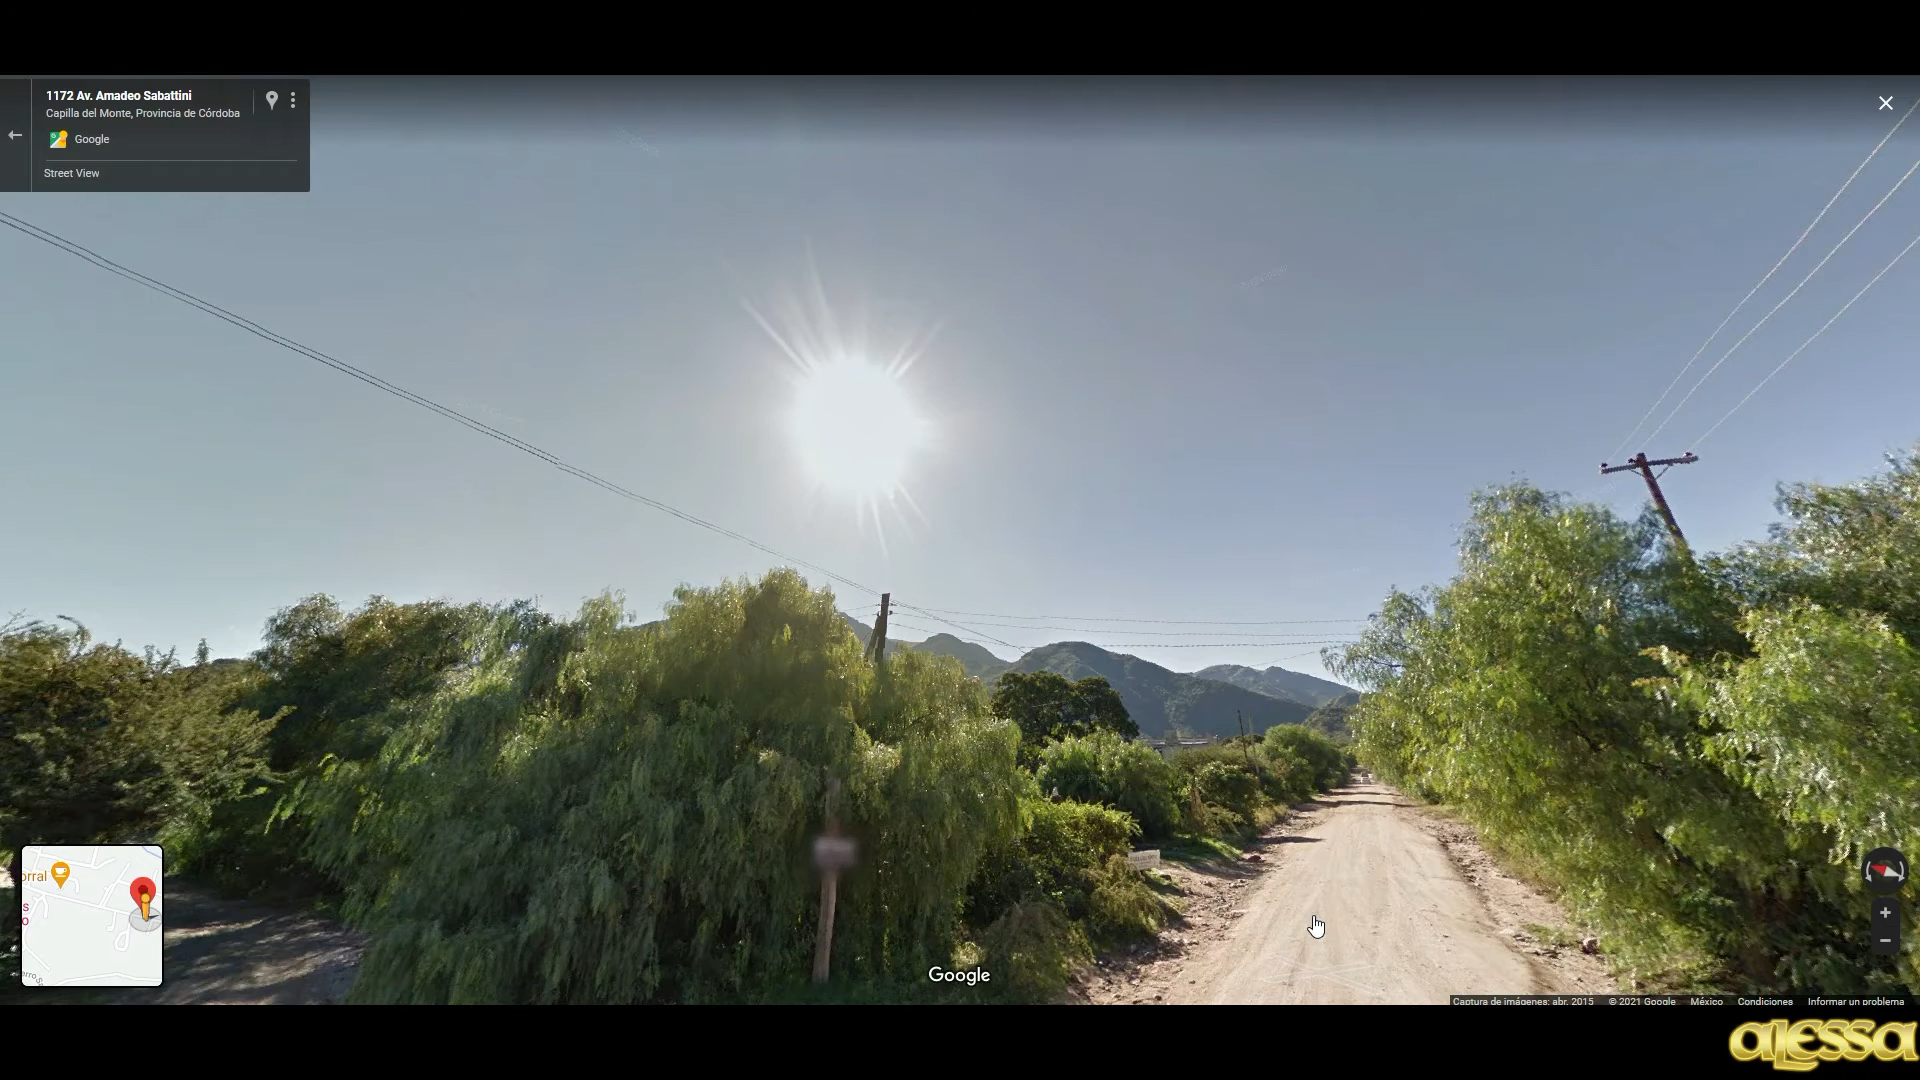 1172 Av. Amadeo Sabattini
Capilla del Monte, Provincia de Córdoba
Google
Street View
orral
s
o
erro S
Google
Captura de imágenes: abr. 2015 © 2021 Google México Condiciones Informar un problema
alessa